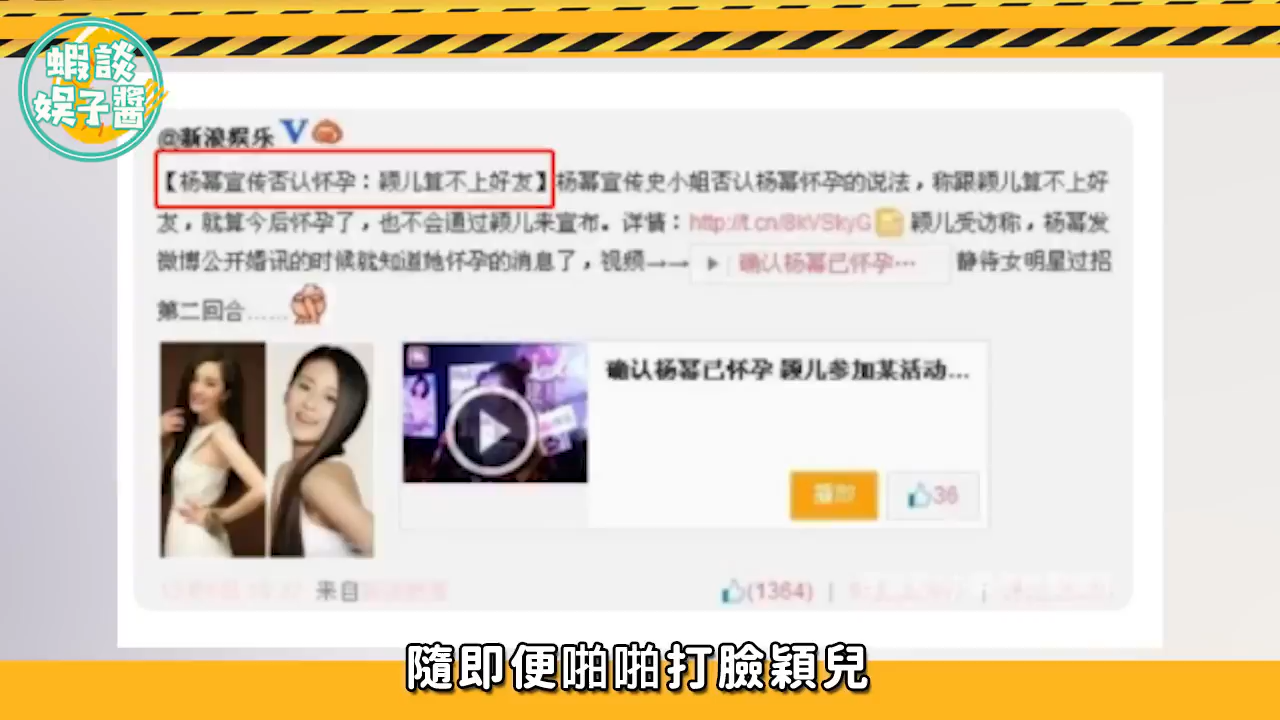 蝦談
娛子醬
@新浪娱乐
【杨幂宣传否认怀孕：颖儿算不上好友】杨幂宣传史小姐否认杨幂怀孕的说法，称跟颖儿算不上好
友，就算今后怀孕了，也不会通过颖儿来宣布。详情：http://t.cn/8kVSkyG 颖儿受访称，杨幂发
微博公开婚讯的时候就知道她怀孕的消息了，视频→→ 确认杨幂已怀孕… 静待女明星过招
第二回合……
确认杨幂已怀孕 颖儿参加某活动...
36
来自
(1364)
隨即便啪啪打臉穎兒